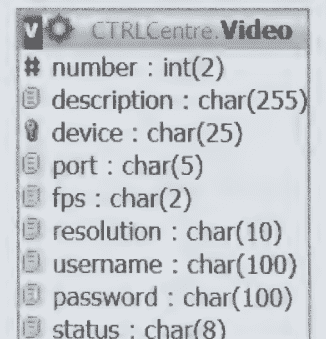 V CTRLCentre.Video
# number : int(2)
description : char(255)
device : char(25)
port : char(5)
fps : char(2)
resolution : char(10)
username : char(100)
password : char(100)
status : char(8)